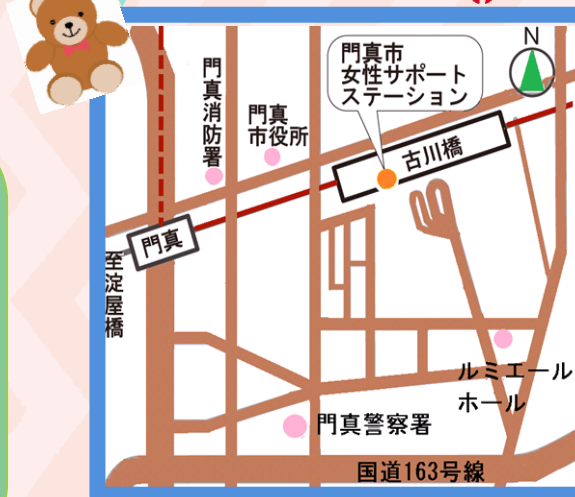 門真市
女性サポート
ステーション
N
門真消防署
門真
市役所
古川橋
門真
至淀屋橋
ルミエール
ホール
門真警察署
国道163号線